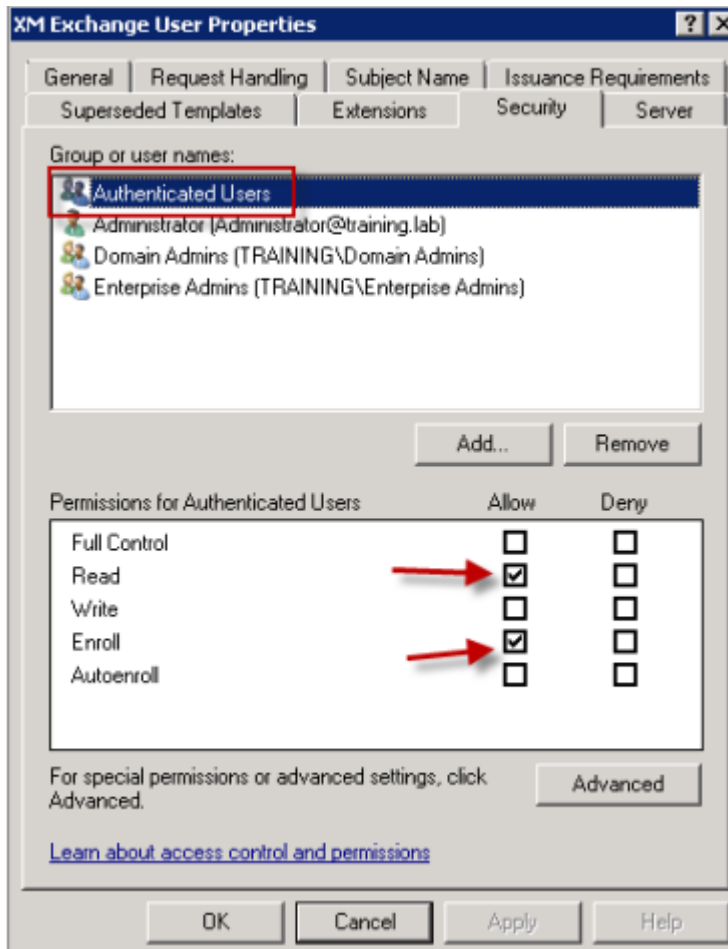 XM Exchange User Properties
General Request Handling Subject Name Issuance Requirements
Superseded Templates Extensions Security Server
Group or user names:
Authenticated Users
Administrator (Administrator@training.lab)
Domain Admins (TRAINING\Domain Admins)
Enterprise Admins (TRAINING\Enterprise Admins)
Add... Remove
Permissions for Authenticated Users Allow Deny
Full Control
Read
Write
Enroll
Autoenroll
For special permissions or advanced settings, click
Advanced.
Advanced
Learn about access control and permissions
OK Cancel Apply Help